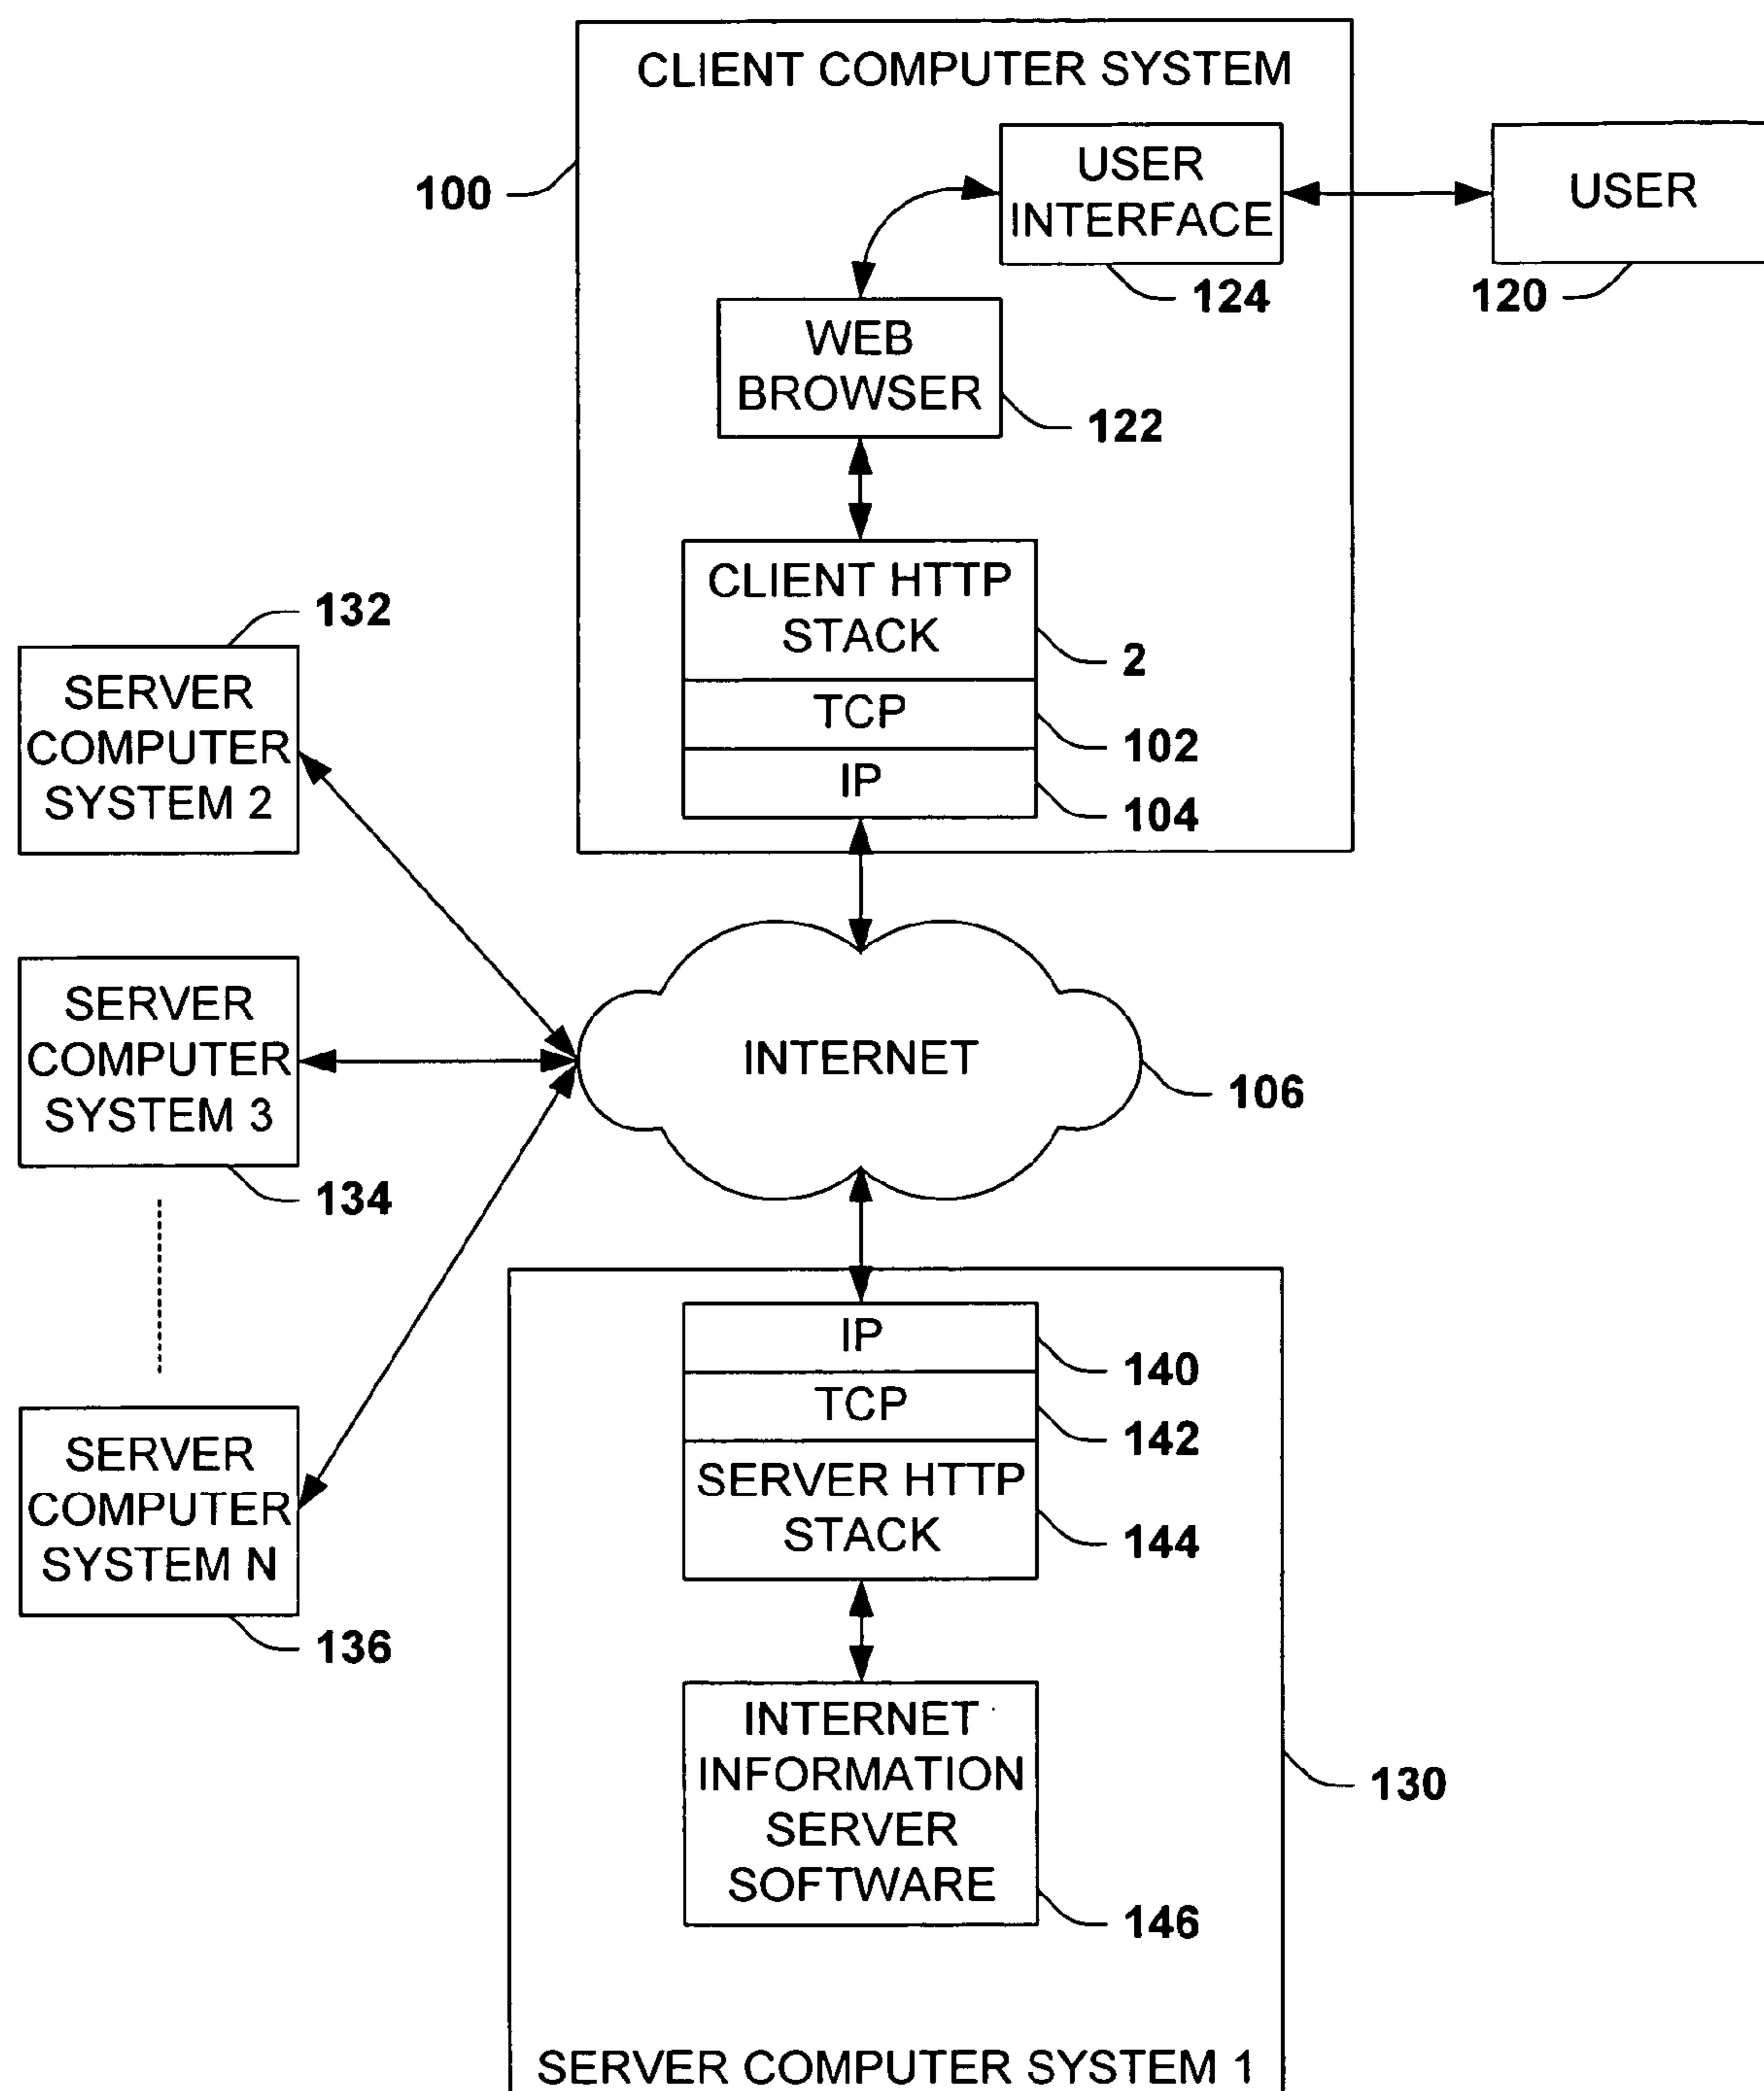 CLIENT COMPUTER SYSTEM
100
USER
INTERFACE
124
USER
120
WEB
BROWSER
122
CLIENT HTTP
STACK
2
TCP
102
IP
104
132
SERVER
COMPUTER
SYSTEM 2
SERVER
COMPUTER
SYSTEM 3
134
INTERNET
106
SERVER
COMPUTER
SYSTEM N
136
IP
140
TCP
142
SERVER HTTP
STACK
144
INTERNET
INFORMATION
SERVER
SOFTWARE
146
130
SERVER COMPUTER SYSTEM 1